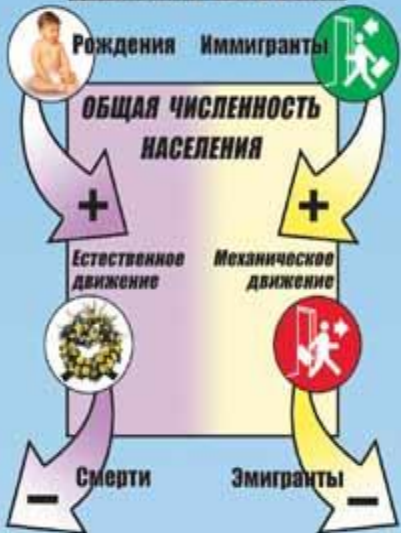 Рождения Иммигранты
ОБЩАЯ ЧИСЛЕННОСТЬ
НАСЕЛЕНИЯ
+ +
Естественное движение
Механическое движение
Смерти Эмигранты
– –